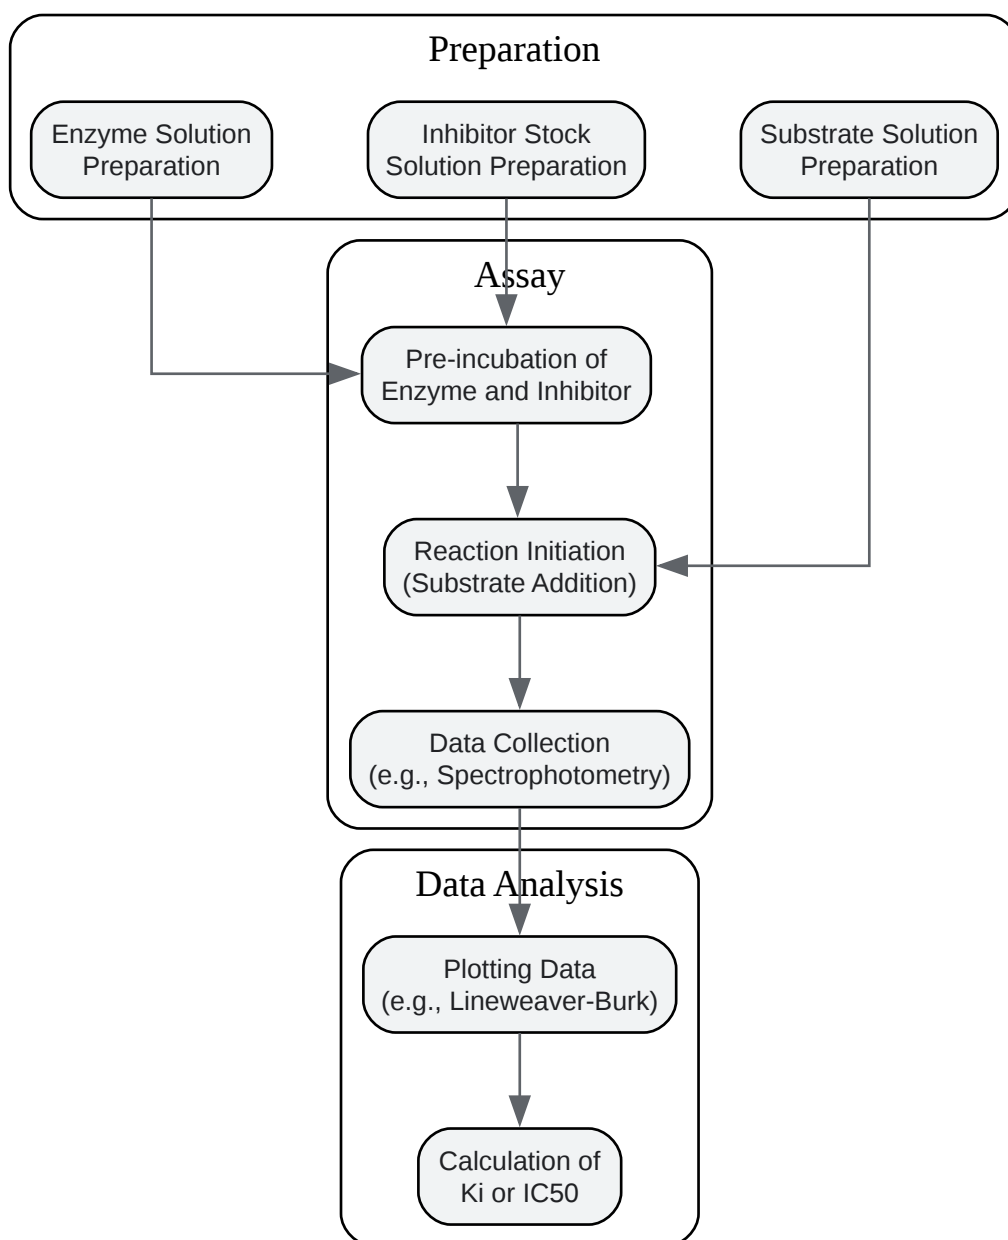 Preparation
Enzyme Solution
Preparation
Inhibitor Stock
Solution Preparation
Substrate Solution
Preparation
Assay
Pre-incubation of
Enzyme and Inhibitor
Reaction Initiation
(Substrate Addition)
Data Collection
(e.g., Spectrophotometry)
Data Analysis
Plotting Data
(e.g., Lineweaver-Burk)
Calculation of
Ki or IC50